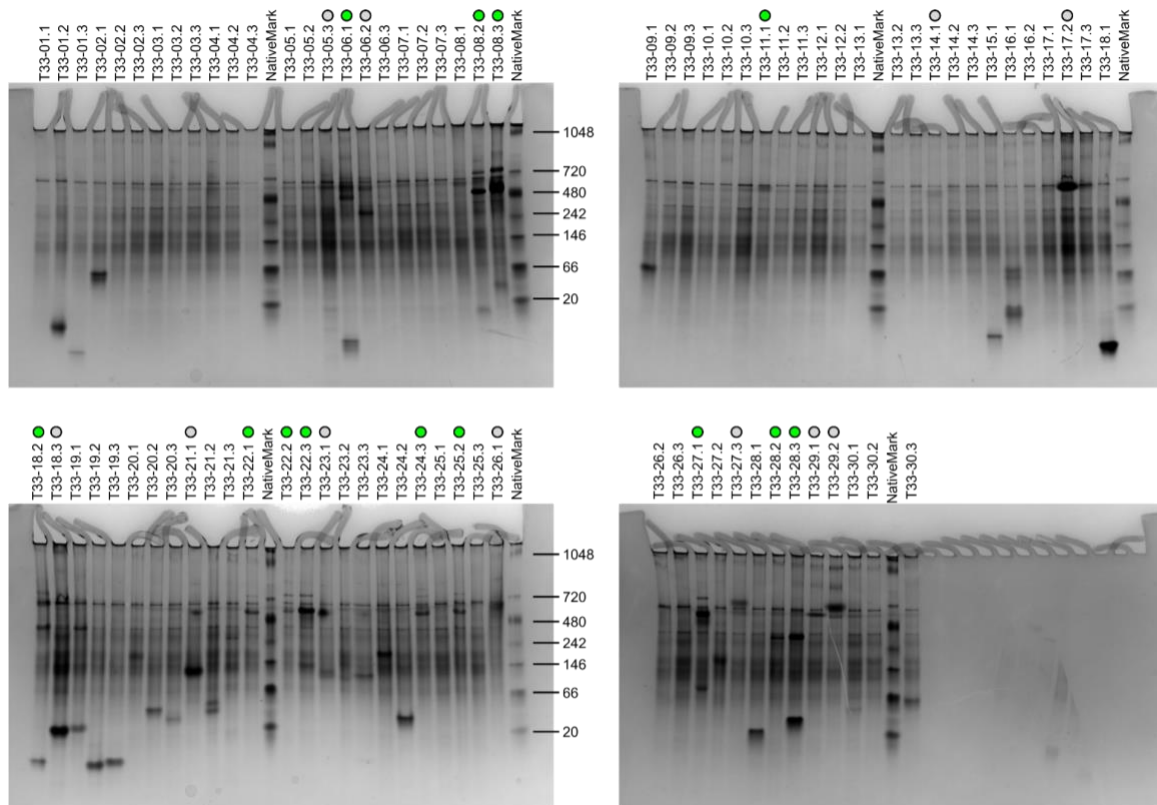 T33-01.1
T33-01.2
T33-01.3
T33-02.1
T33-02.2
T33-02.3
T33-03.1
T33-03.2
T33-03.3
T33-04.1
T33-04.2
T33-04.3
NativeMark
T33-05.1
T33-05.2
T33-05.3
T33-06.1
T33-06.2
T33-06.3
T33-07.1
T33-07.2
T33-07.3
T33-08.1
T33-08.2
T33-08.3
NativeMark
1048
720
480
242
146
66
20
T33-09.1
T33-09.2
T33-09.3
T33-10.1
T33-10.2
T33-10.3
T33-11.1
T33-11.2
T33-11.3
T33-12.1
T33-12.2
T33-13.1
NativeMark
T33-13.2
T33-13.3
T33-14.1
T33-14.2
T33-14.3
T33-15.1
T33-16.1
T33-16.2
T33-17.1
T33-17.2
T33-17.3
T33-18.1
NativeMark
T33-18.2
T33-18.3
T33-19.1
T33-19.2
T33-19.3
T33-20.1
T33-20.2
T33-20.3
T33-21.1
T33-21.2
T33-21.3
T33-22.1
NativeMark
T33-22.2
T33-22.3
T33-23.1
T33-23.2
T33-23.3
T33-24.1
T33-24.2
T33-24.3
T33-25.1
T33-25.2
T33-25.3
T33-26.1
NativeMark
1048
720
480
242
146
66
20
T33-26.2
T33-26.3
T33-27.1
T33-27.2
T33-27.3
T33-28.1
T33-28.2
T33-28.3
T33-29.1
T33-29.2
T33-30.1
T33-30.2
NativeMark
T33-30.3